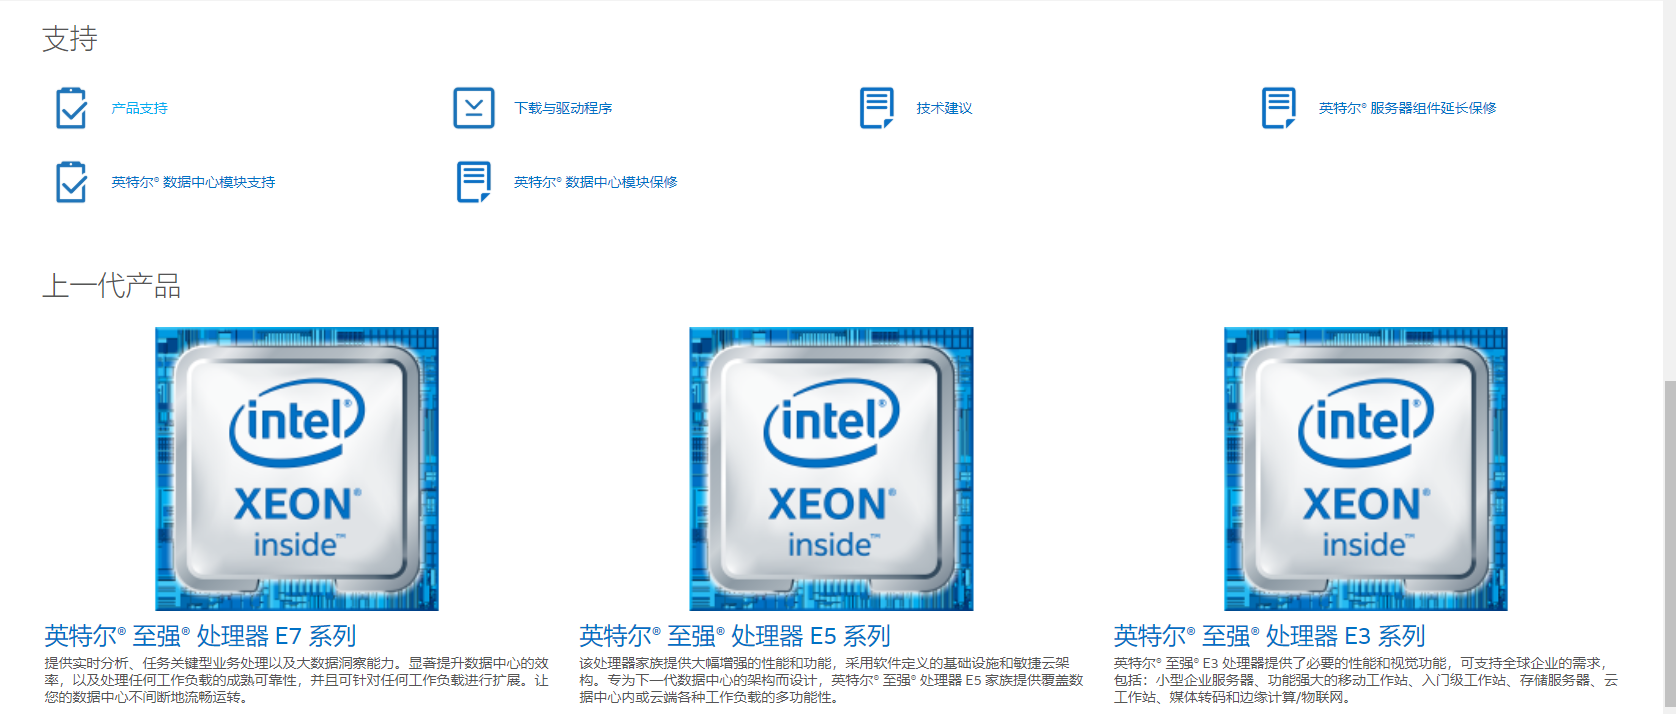 支持
产品支持
下载与驱动程序
技术建议
英特尔® 服务器组件延长保修
英特尔® 数据中心模块支持
英特尔® 数据中心模块保修
上一代产品
intel®
XEON®
inside™
intel®
XEON®
inside™
intel®
XEON®
inside™
英特尔® 至强® 处理器 E7 系列
提供实时分析、任务关键型业务处理以及大数据洞察能力。显著提升数据中心的效
率，以及处理任何工作负载的成熟可靠性，并且可针对任何工作负载进行扩展。让
您的数据中心不间断地流畅运转。
英特尔® 至强® 处理器 E5 系列
该处理器家族提供大幅增强的性能和功能，采用软件定义的基础设施和敏捷云架
构。专为下一代数据中心的架构而设计，英特尔® 至强® 处理器 E5 家族提供覆盖数
据中心内或云端各种工作负载的多功能性。
英特尔® 至强® 处理器 E3 系列
英特尔® 至强® E3 处理器提供了必要的性能和视觉功能，可支持全球企业的需求，
包括：小型企业服务器、功能强大的移动工作站、入门级工作站、存储服务器、云
工作站、媒体转码和边缘计算/物联网。